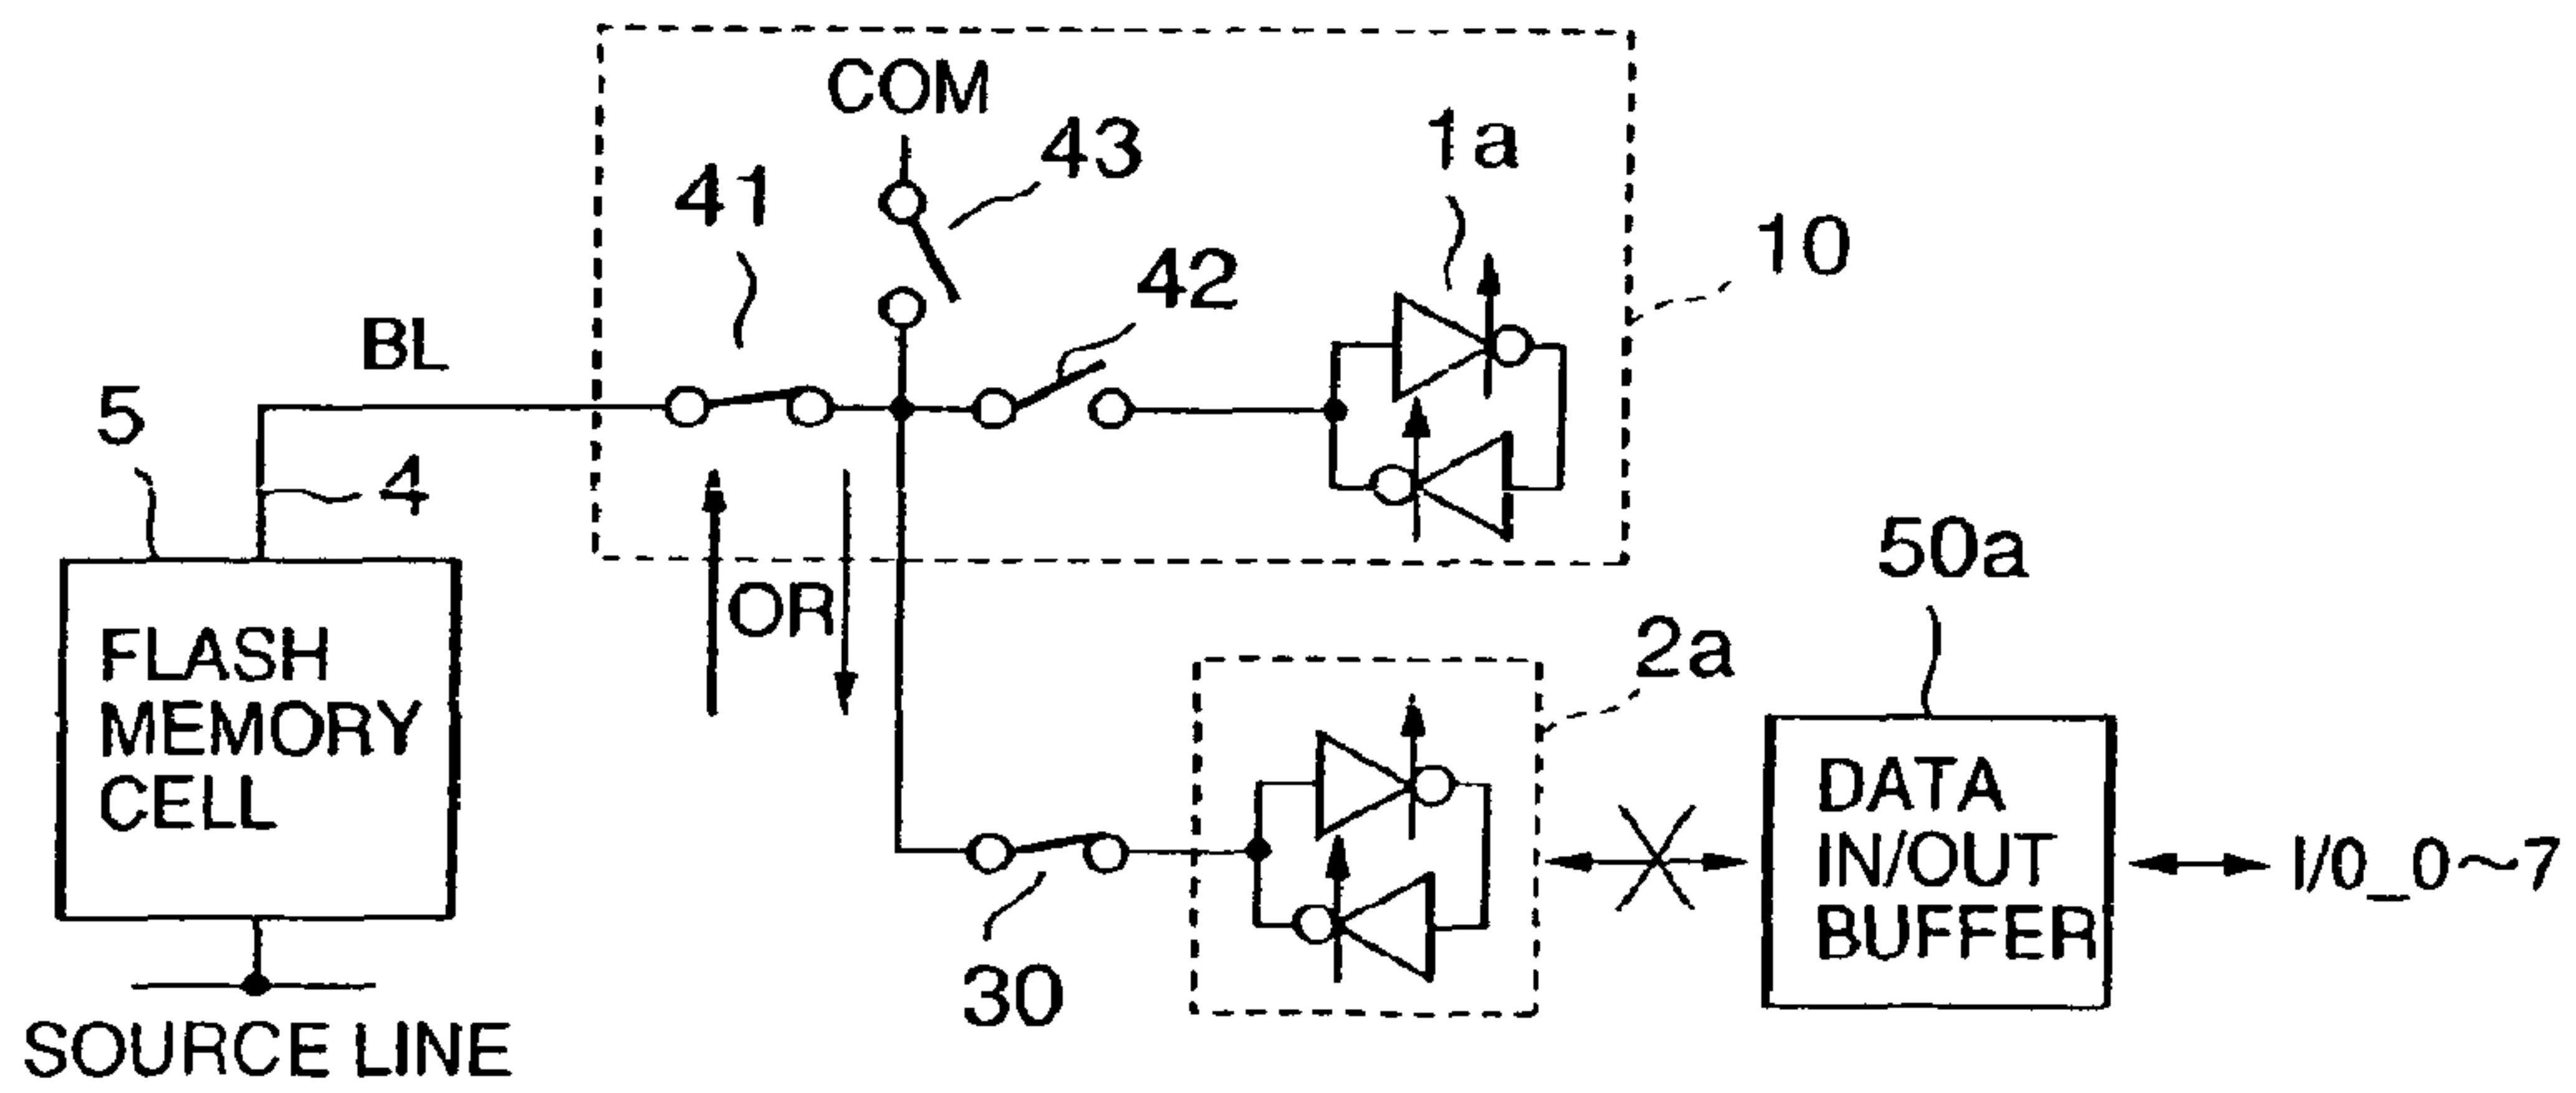 COM
43
1a
41
10
42
BL
5
4
50a
OR
2a
FLASH
MEMORY
CELL
DATA
IN/OUT
BUFFER
I/0_0~7
30
SOURCE LINE